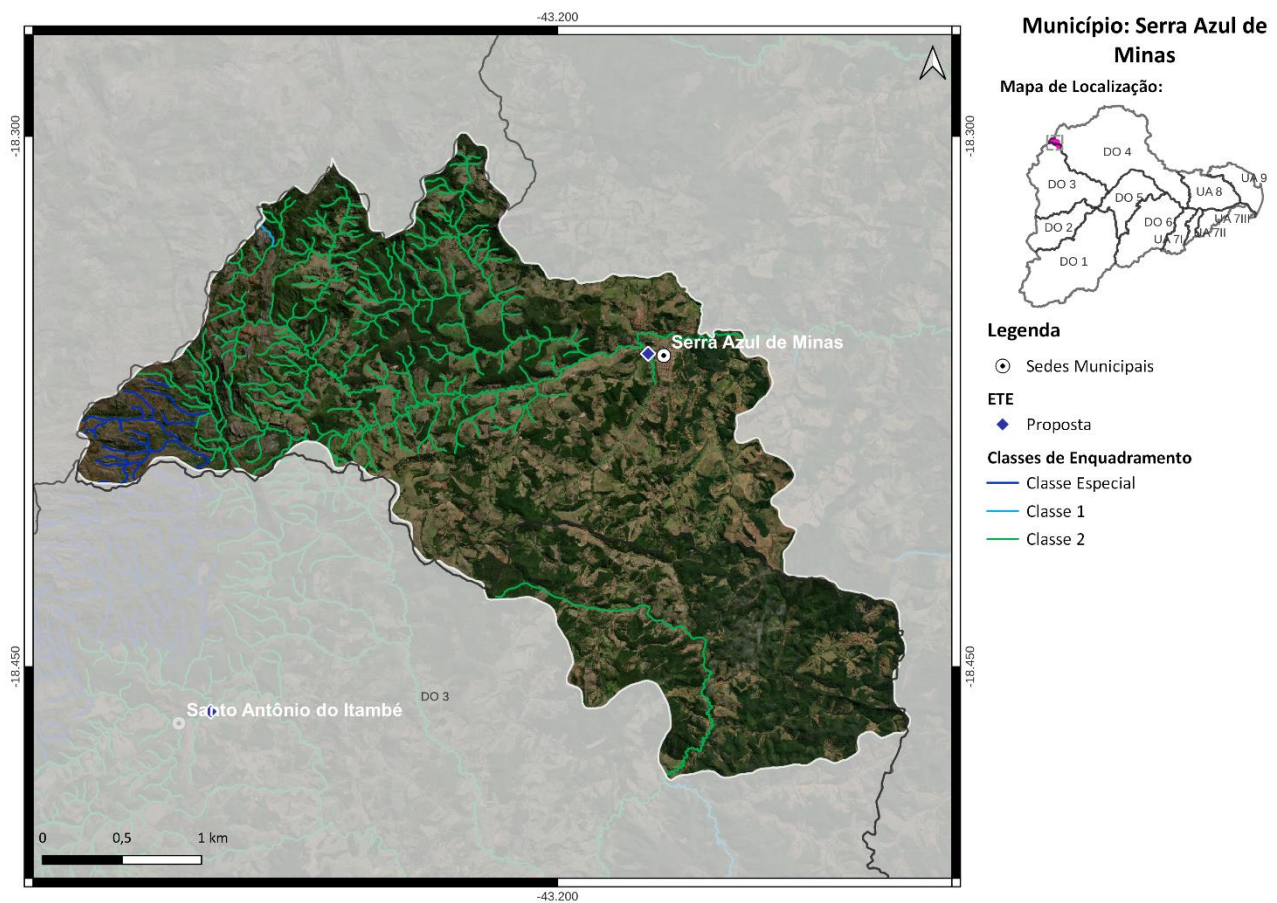 -43.200
Município: Serra Azul de
Minas
Mapa de Localização:
-18.300
-18.300
DO 4
DO 3
DO 5
UA 8
UA 9
DO 2
DO 6
UA 7III
UA 7II
UA 7I
DO 1
Legenda
Sedes Municipais
ETE
Proposta
Classes de Enquadramento
Classe Especial
Classe 1
Classe 2
Serra Azul de Minas
-18.450
-18.450
DO 3
Santo Antônio do Itambé
0 0,5 1 km
-43.200